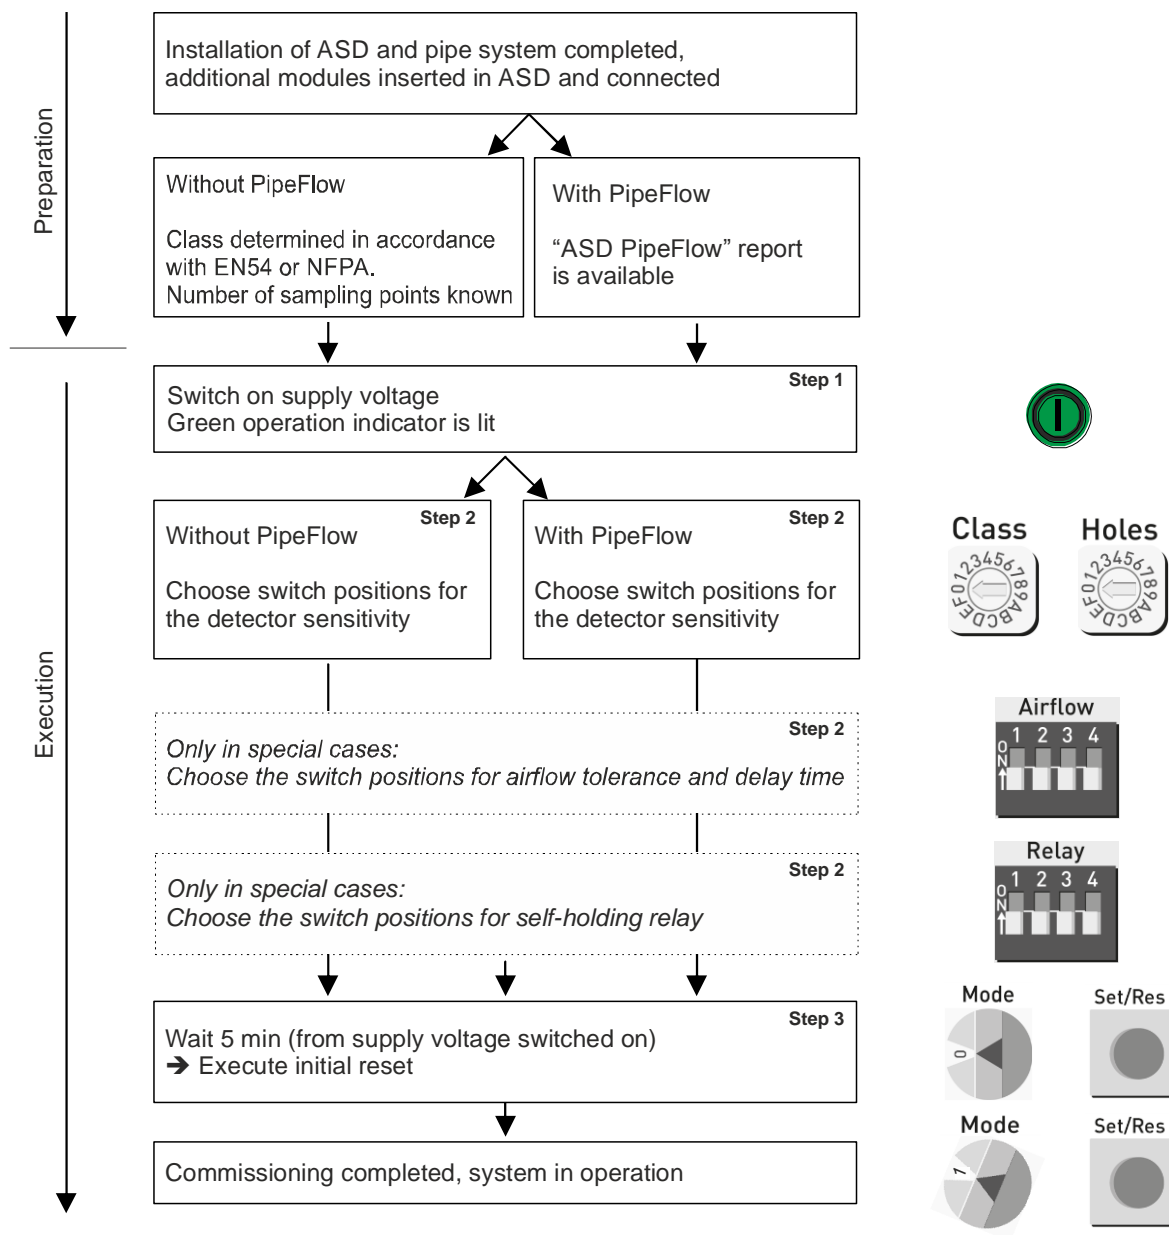 Preparation
Installation of ASD and pipe system completed,
additional modules inserted in ASD and connected
Without PipeFlow
Class determined in accordance
with EN54 or NFPA.
Number of sampling points known
With PipeFlow
“ASD PipeFlow” report
is available
Execution
Step 1
Switch on supply voltage
Green operation indicator is lit
Step 2
Without PipeFlow
Choose switch positions for
the detector sensitivity
Step 2
With PipeFlow
Choose switch positions for
the detector sensitivity
Class
0123456789ABCDEF
Holes
0123456789ABCDEF
Step 2
Only in special cases:
Choose the switch positions for airflow tolerance and delay time
Airflow
1 2 3 4
ON
Step 2
Only in special cases:
Choose the switch positions for self-holding relay
Relay
1 2 3 4
ON
Step 3
Wait 5 min (from supply voltage switched on)
➔ Execute initial reset
Mode
0
Set/Res
Commissioning completed, system in operation
Mode
1
Set/Res